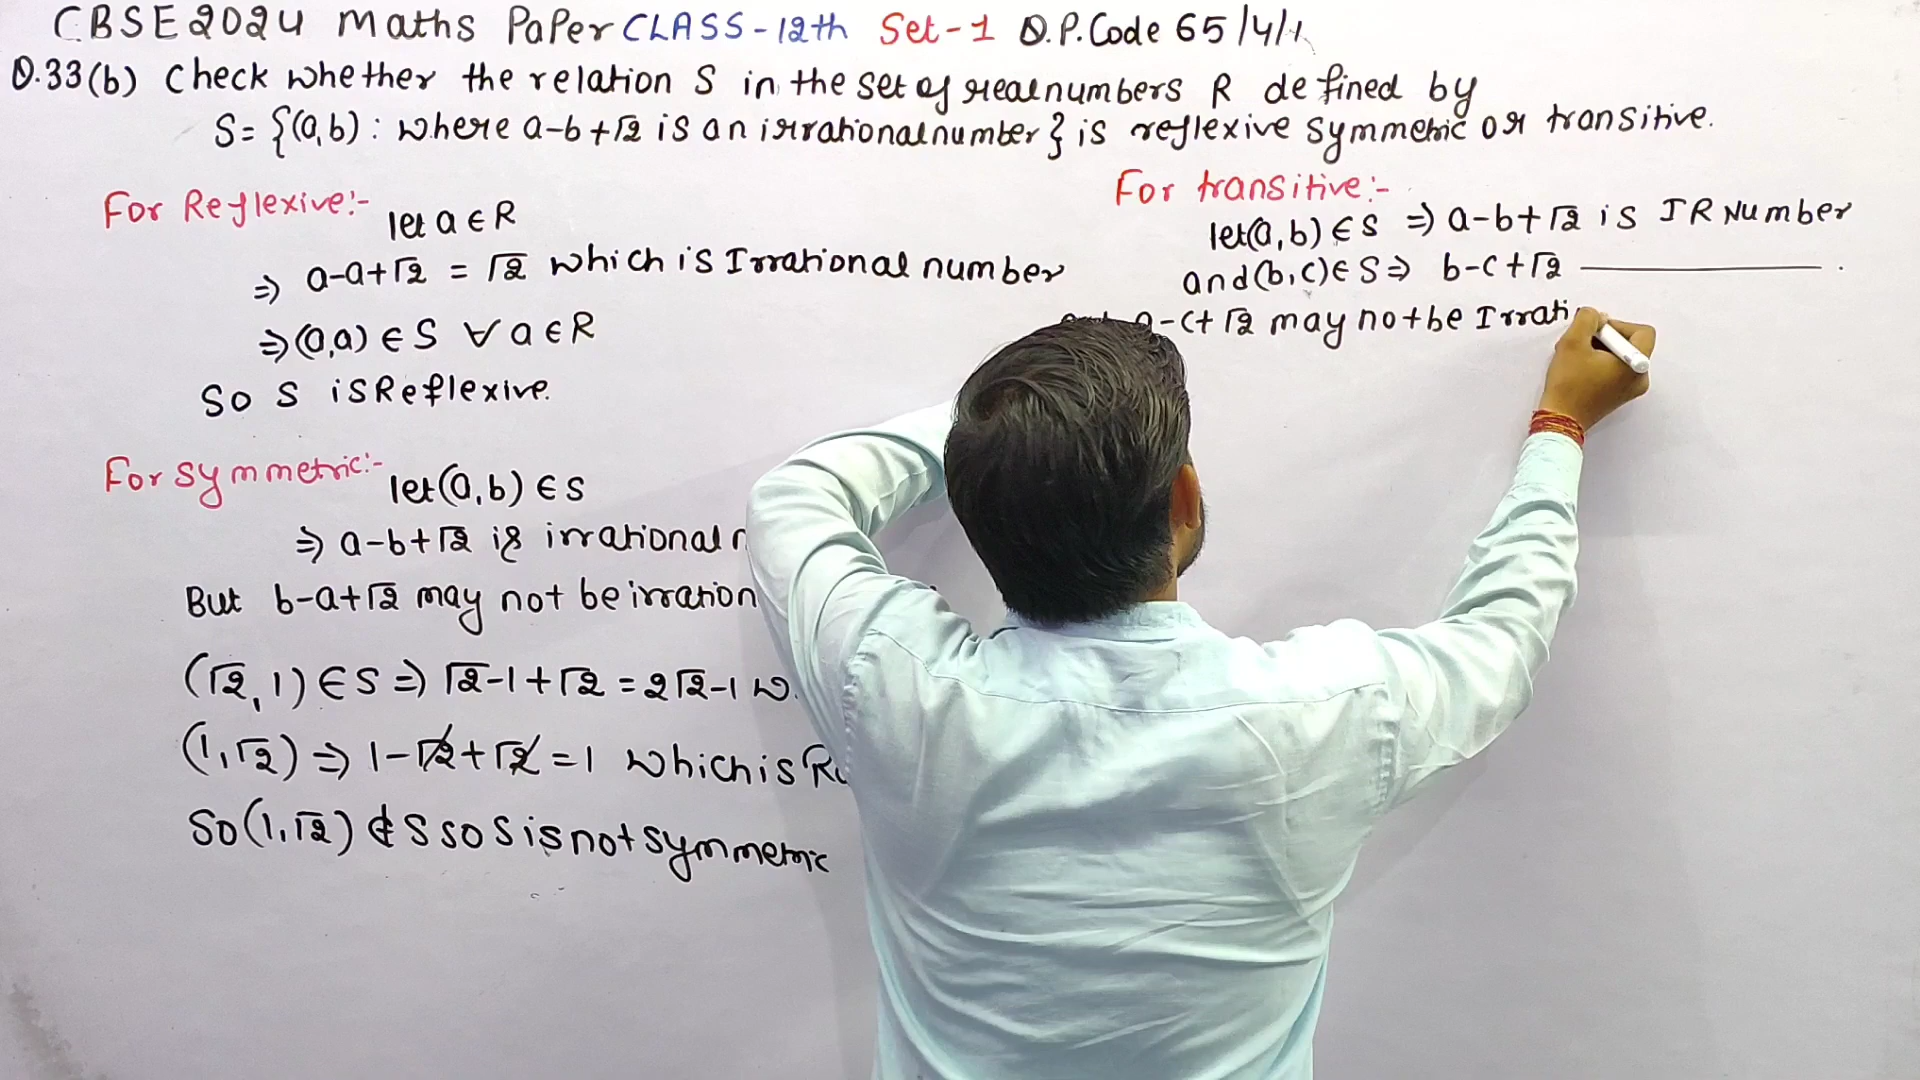 CBSE 2024 Maths Paper CLASS-12th Set-1 Q.P. Code 65/4/1
Q.33(b) Check whether the relation S in the set of real numbers R defined by
S = {(a,b) : where a-b+√2 is an irrational number} is reflexive symmetric or transitive.
For Reflexive:-
let a ∈ R
⇒ a-a+√2 = √2 which is Irrational number
⇒ (a,a) ∈ S ∀ a ∈ R
So S is Reflexive.
For symmetric:-
let (a,b) ∈ S
⇒ a-b+√2 is irrational
But b-a+√2 may not be irration
(√2,1) ∈ S ⇒ √2-1+√2 = 2√2-1
(1,√2) ⇒ 1-√2+√2 = 1 which is
So (1,√2) ∉ S so S is not symmetric
For transitive:-
let (a,b) ∈ S ⇒ a-b+√2 is IR Number
and (b,c) ∈ S ⇒ b-c+√2 ————.
a-c+√2 may not be Irrati